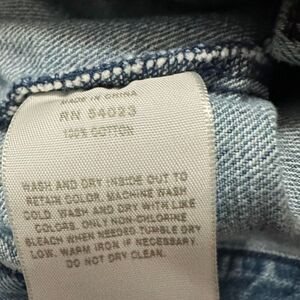 MADE IN CHINA
RN 54023
100% COTTON
WASH AND DRY INSIDE OUT TO
RETAIN COLOR. MACHINE WASH
COLD. WASH AND DRY WITH LIKE
COLORS. ONLY NON-CHLORINE
BLEACH WHEN NEEDED. TUMBLE DRY
LOW. WARM IRON IF NECESSARY.
DO NOT DRY CLEAN.